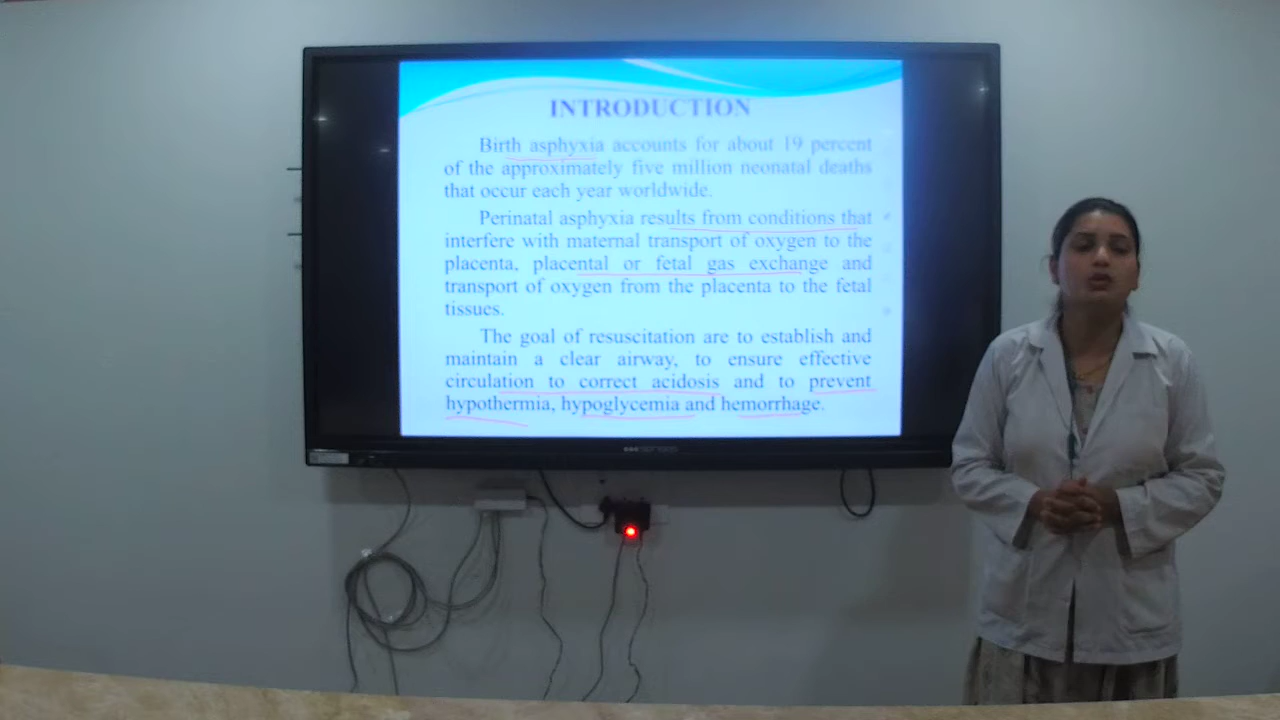 INTRODUCTION
Birth asphyxia accounts for about 19 percent
of the approximately five million neonatal deaths
that occur each year worldwide.
Perinatal asphyxia results from conditions that
interfere with maternal transport of oxygen to the
placenta, placental or fetal gas exchange and
transport of oxygen from the placenta to the fetal
tissues.
The goal of resuscitation are to establish and
maintain a clear airway, to ensure effective
circulation to correct acidosis and to prevent
hypothermia, hypoglycemia and hemorrhage.